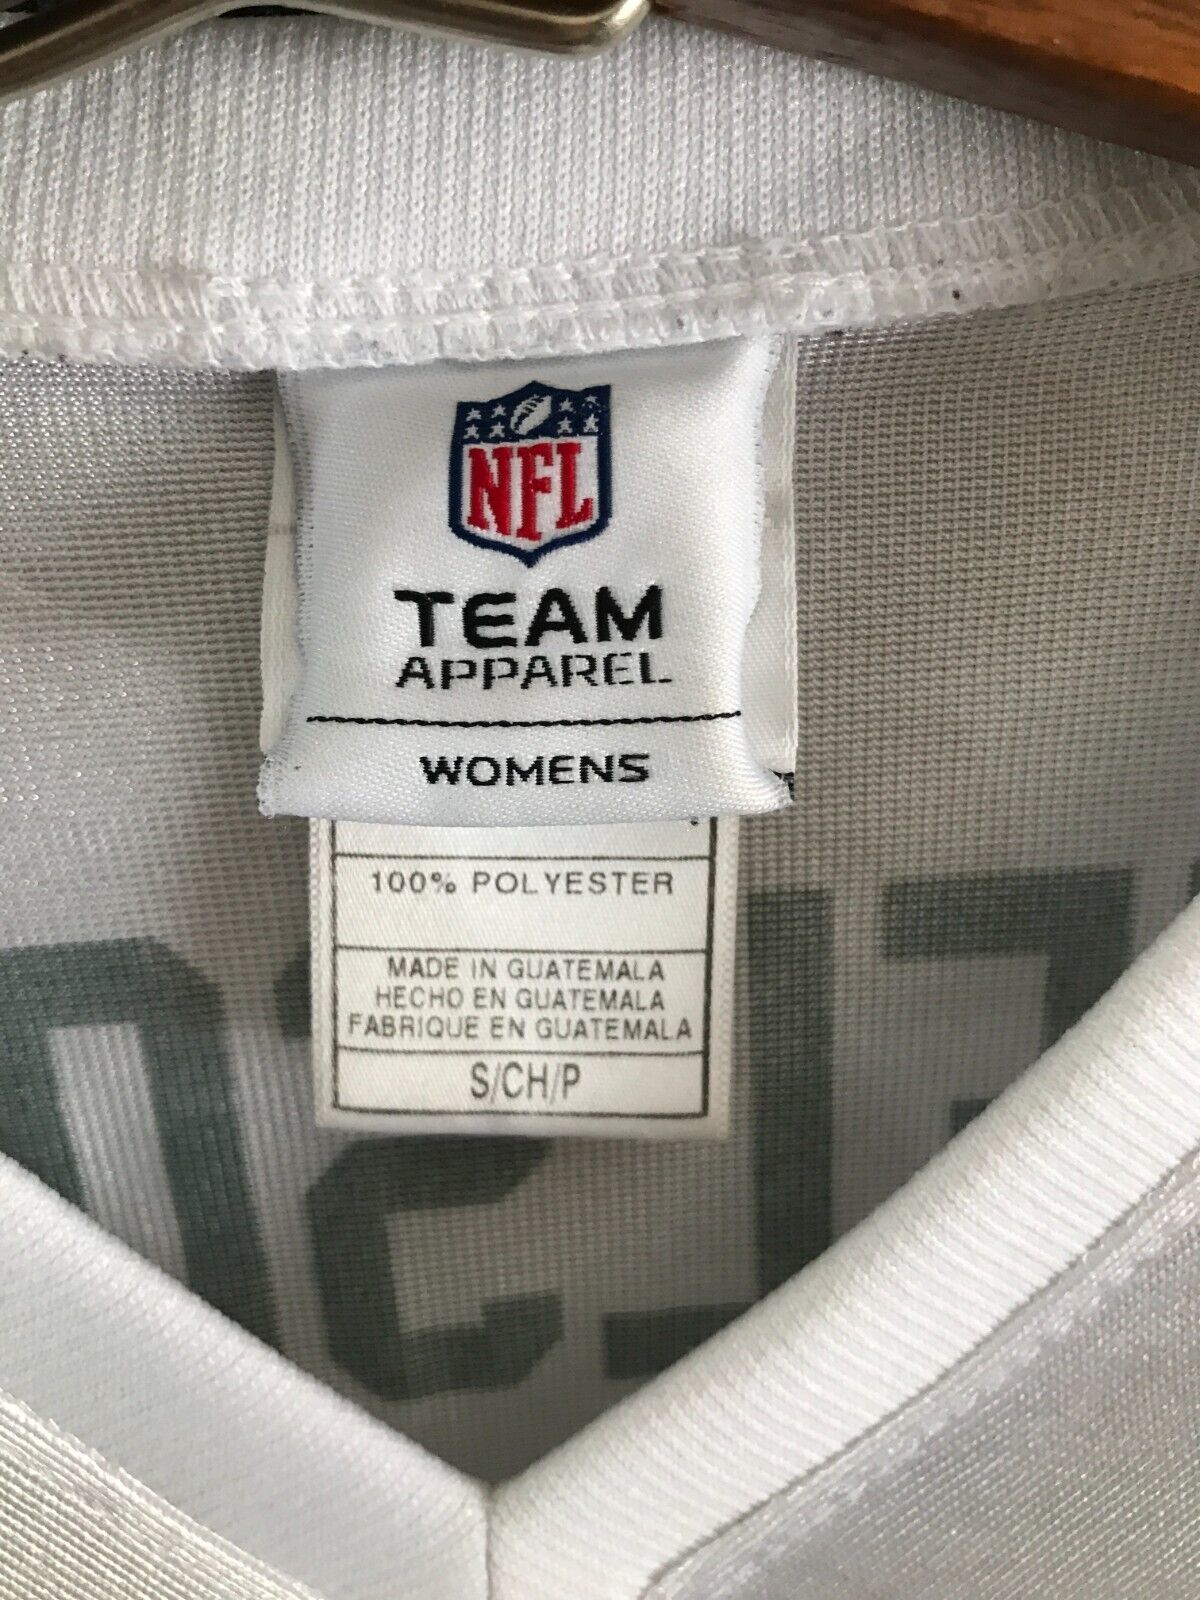 NFL
TEAM
APPAREL
WOMENS
100% POLYESTER
MADE IN GUATEMALA
HECHO EN GUATEMALA
FABRIQUE EN GUATEMALA
S/CH/P